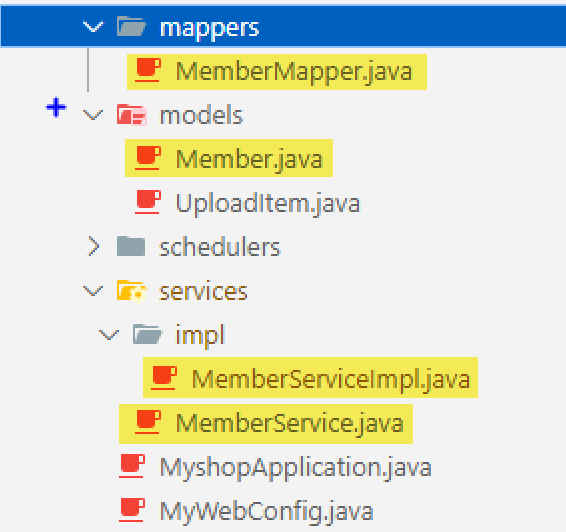 mappers
MemberMapper.java
models
Member.java
UploadItem.java
schedulers
services
impl
MemberServiceImpl.java
MemberService.java
MyshopApplication.java
MyWebConfig.java